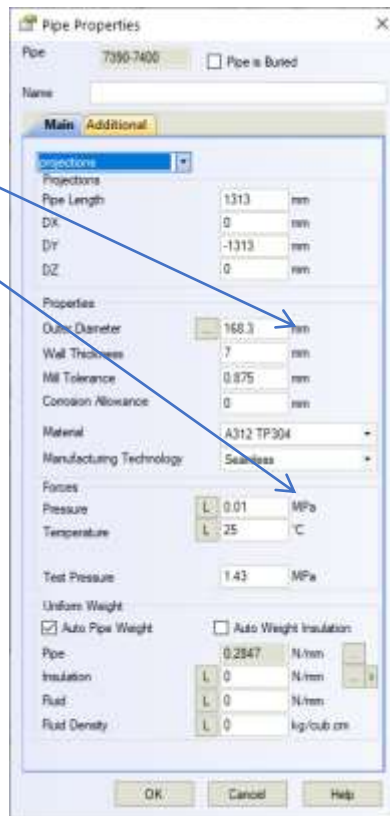 Pipe Properties
Pipe 7390-7400 Pipe is Buried
Name
Main Additional
projections
Projections
Pipe Length 1313 mm
DX 0 mm
DY -1313 mm
DZ 0 mm
Properties
Outer Diameter ... 168.3 mm
Wall Thickness 7 mm
Mill Tolerance 0.875 mm
Corrosion Allowance 0 mm
Material A312 TP304
Manufacturing Technology Seamless
Forces
Pressure L 0.01 MPa
Temperature L 25 °C
Test Pressure 1.43 MPa
Uniform Weight
Auto Pipe Weight Auto Weight Insulation
Pipe 0.2847 N/mm ...
Insulation L 0 N/mm ...
Fluid L 0 N/mm
Fluid Density L 0 kg/cub.cm
OK Cancel Help